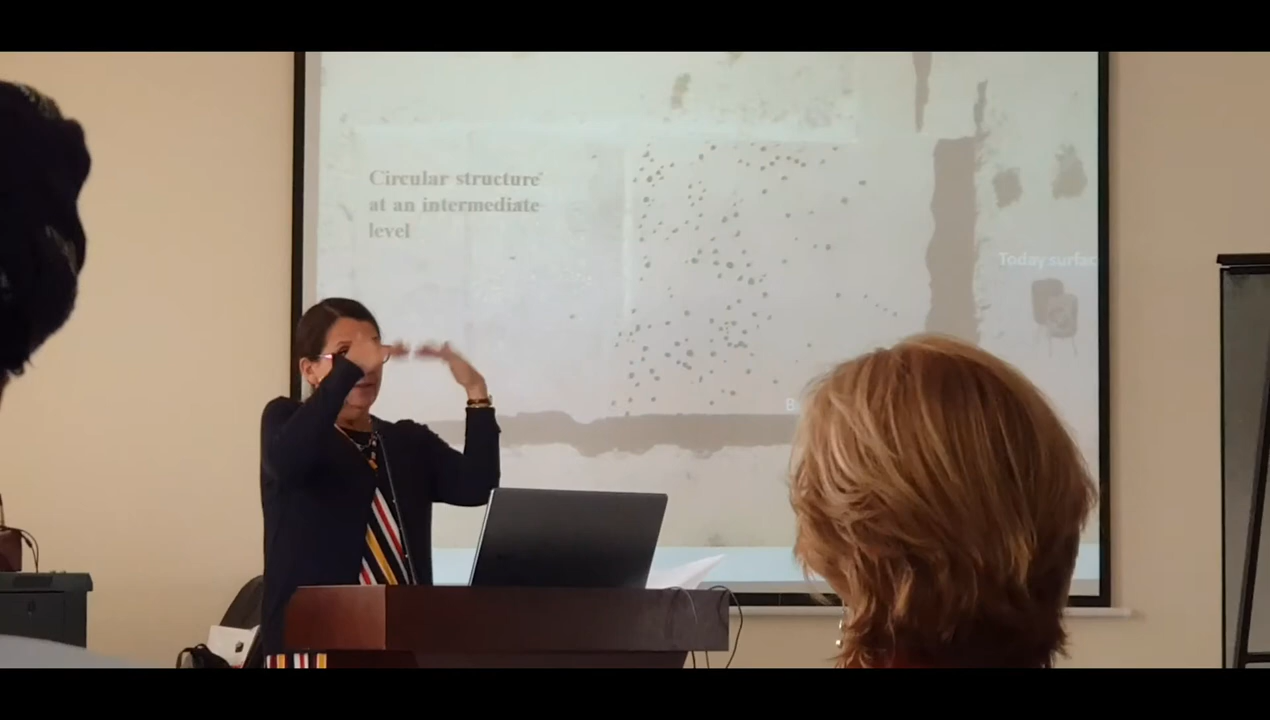 Circular structure
at an intermediate
level
Today surfac
B